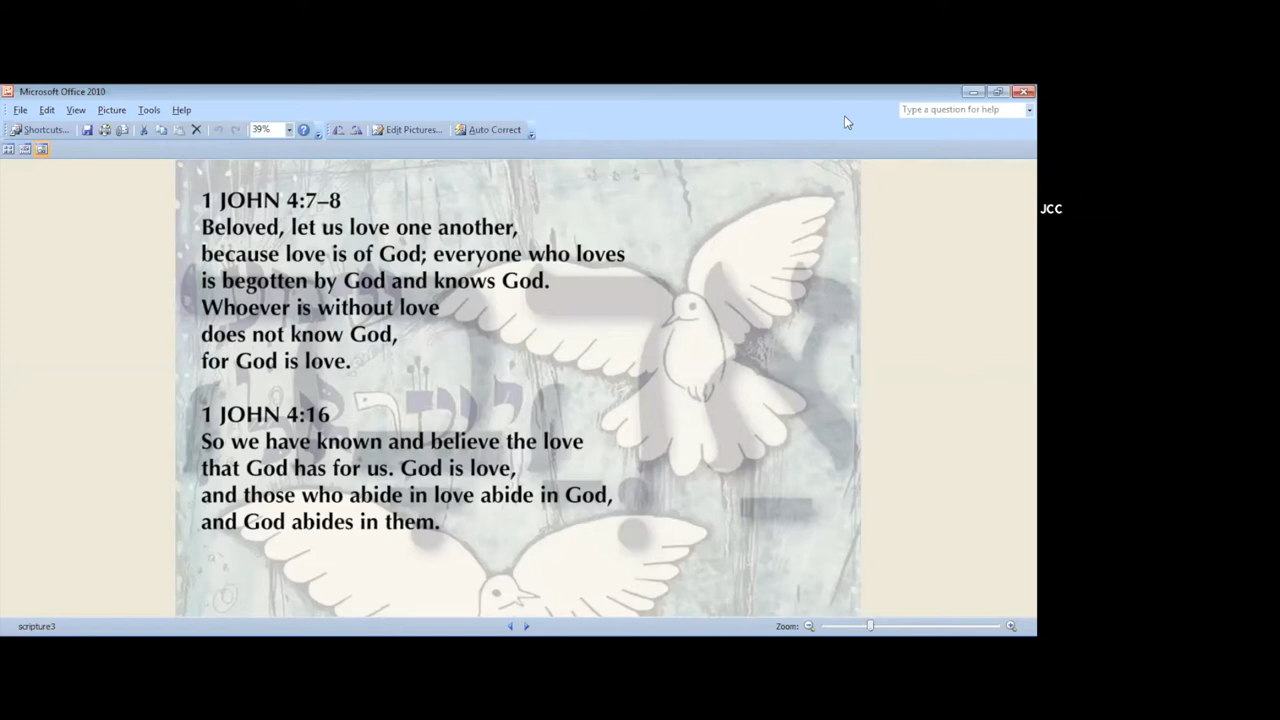 Microsoft Office 2010
File Edit View Picture Tools Help
Type a question for help
Shortcuts...
39%
Edit Pictures...
Auto Correct
1 JOHN 4:7–8
Beloved, let us love one another,
because love is of God; everyone who loves
is begotten by God and knows God.
Whoever is without love
does not know God,
for God is love.
1 JOHN 4:16
So we have known and believe the love
that God has for us. God is love,
and those who abide in love abide in God,
and God abides in them.
JCC
scripture3
Zoom: